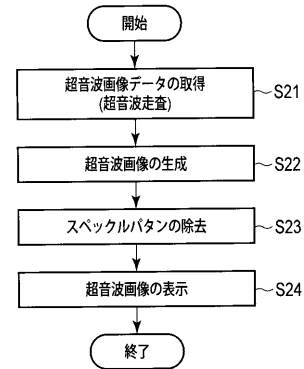 開始
超音波画像データの取得
(超音波走査)
S21
超音波画像の生成
S22
スペックルパタンの除去
S23
超音波画像の表示
S24
終了